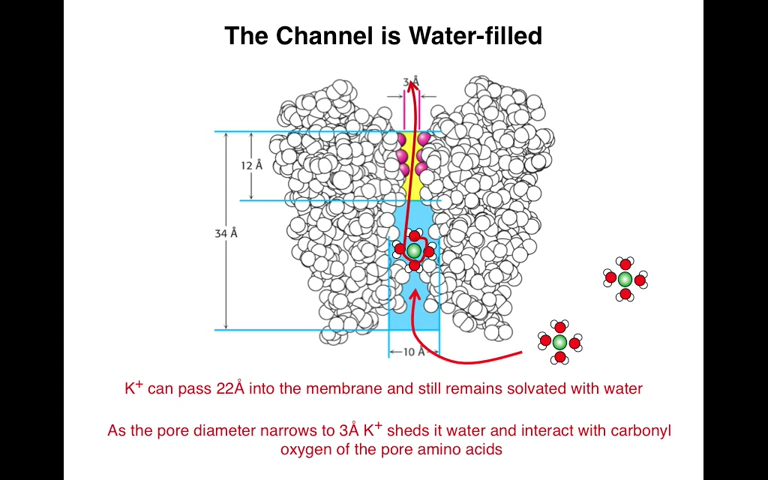 The Channel is Water-filled
3 Å
12 Å
34 Å
10 Å
K+ can pass 22Å into the membrane and still remains solvated with water
As the pore diameter narrows to 3Å K+ sheds it water and interact with carbonyl
oxygen of the pore amino acids